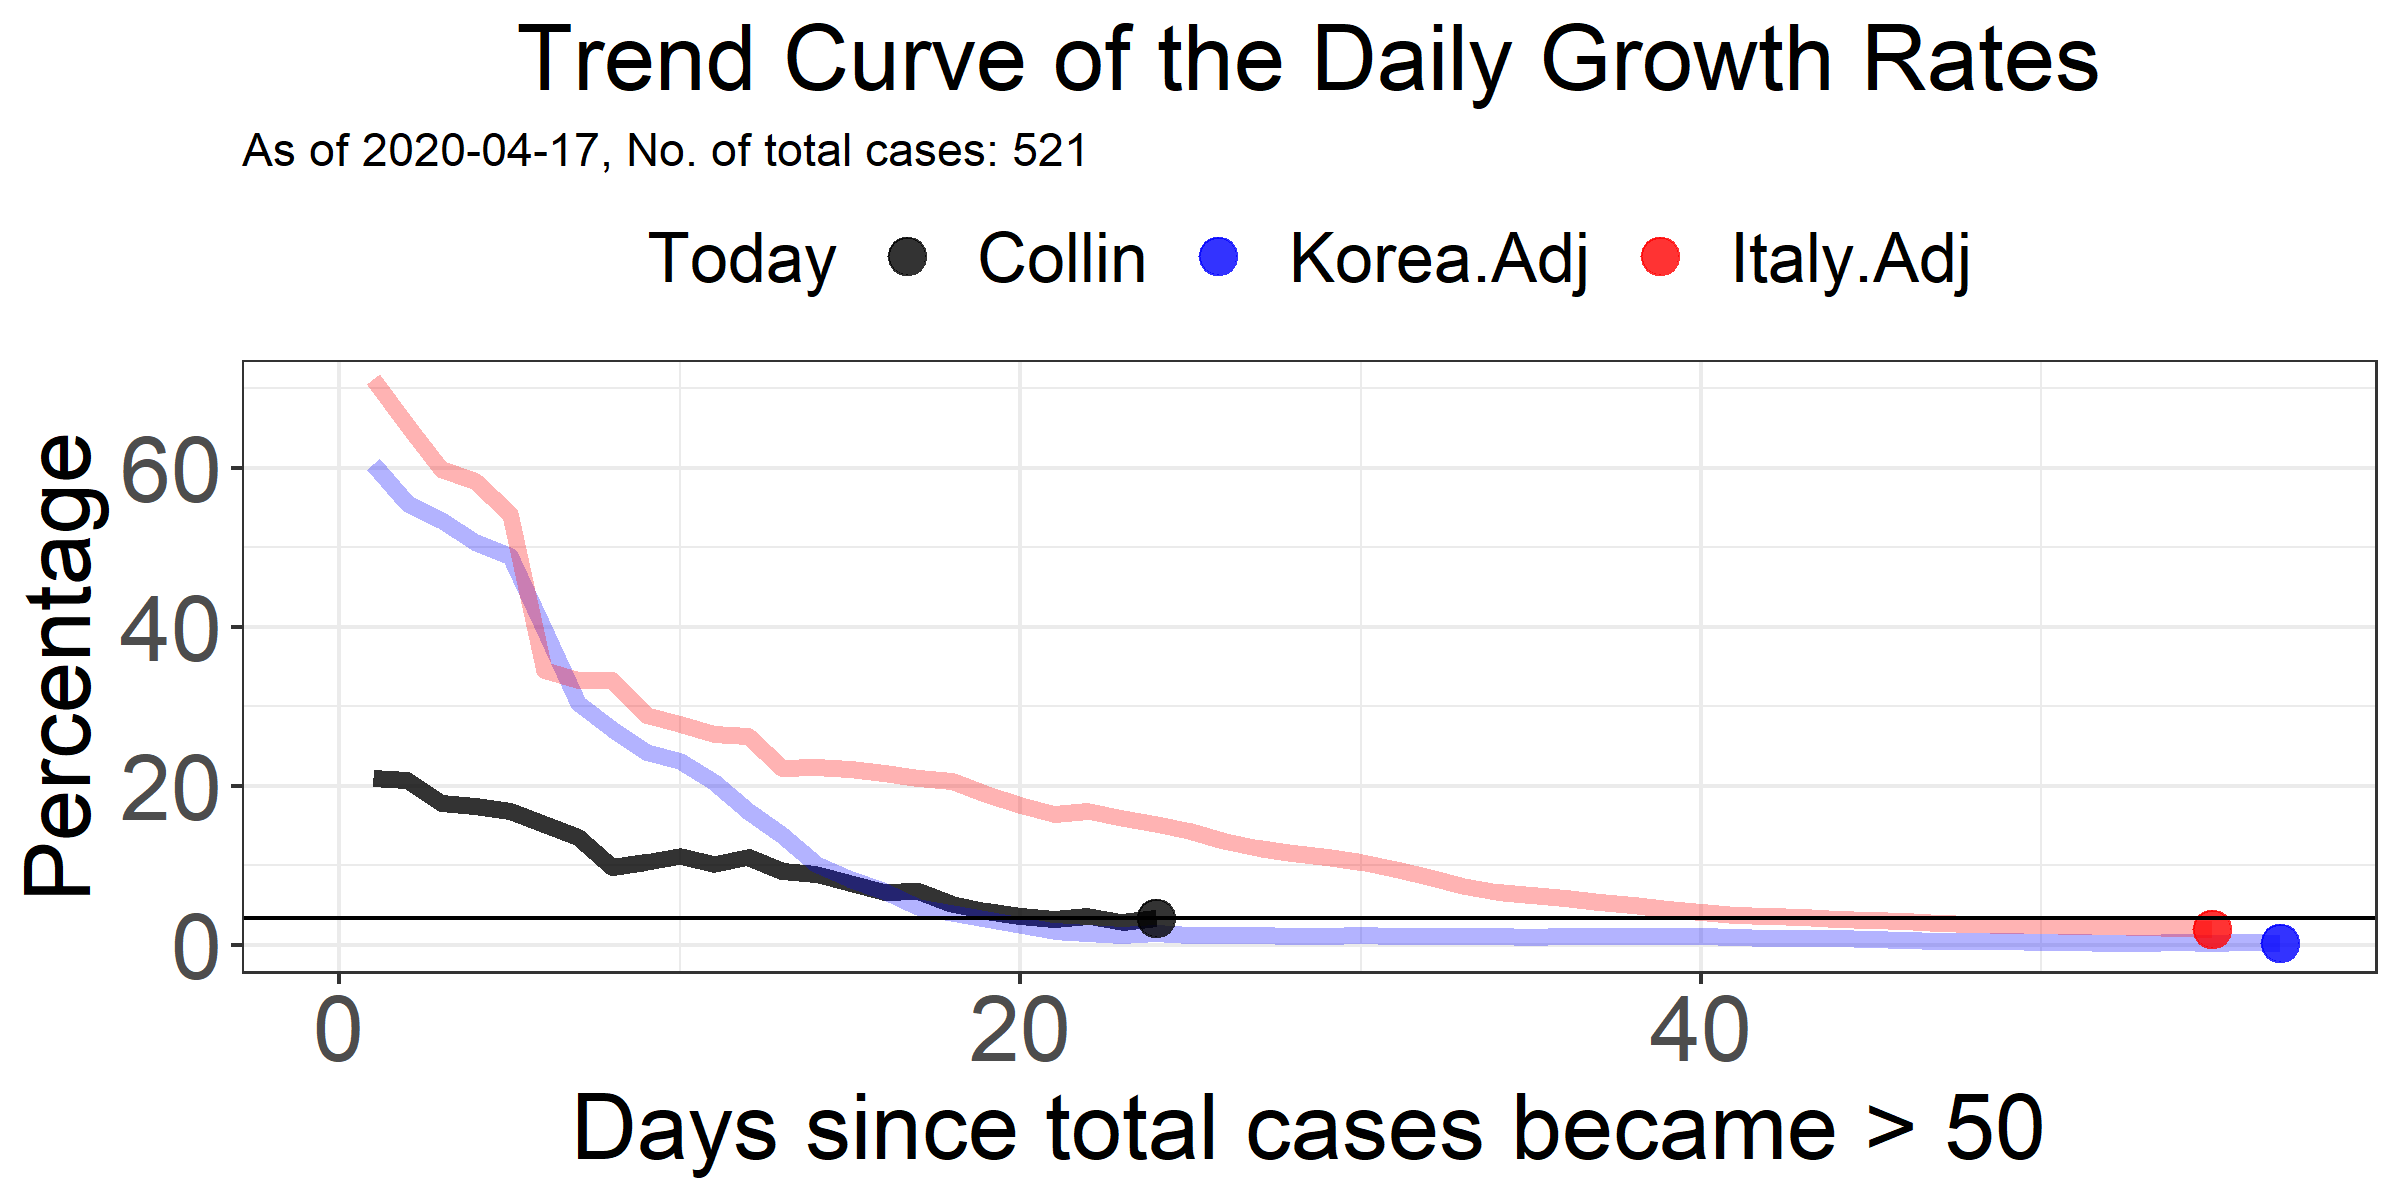 Trend Curve of the Daily Growth Rates
As of 2020-04-17, No. of total cases: 521
Today Collin Korea.Adj Italy.Adj
Percentage
60
40
20
0
0 20 40
Days since total cases became > 50